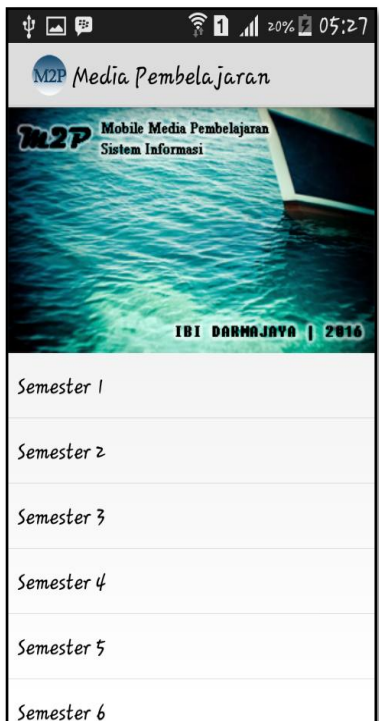 1 20% 05:27
M2P Media Pembelajaran
M2P Mobile Media Pembelajaran
Sistem Informasi
IBI DARMAJAYA | 2016
Semester 1
Semester 2
Semester 3
Semester 4
Semester 5
Semester 6